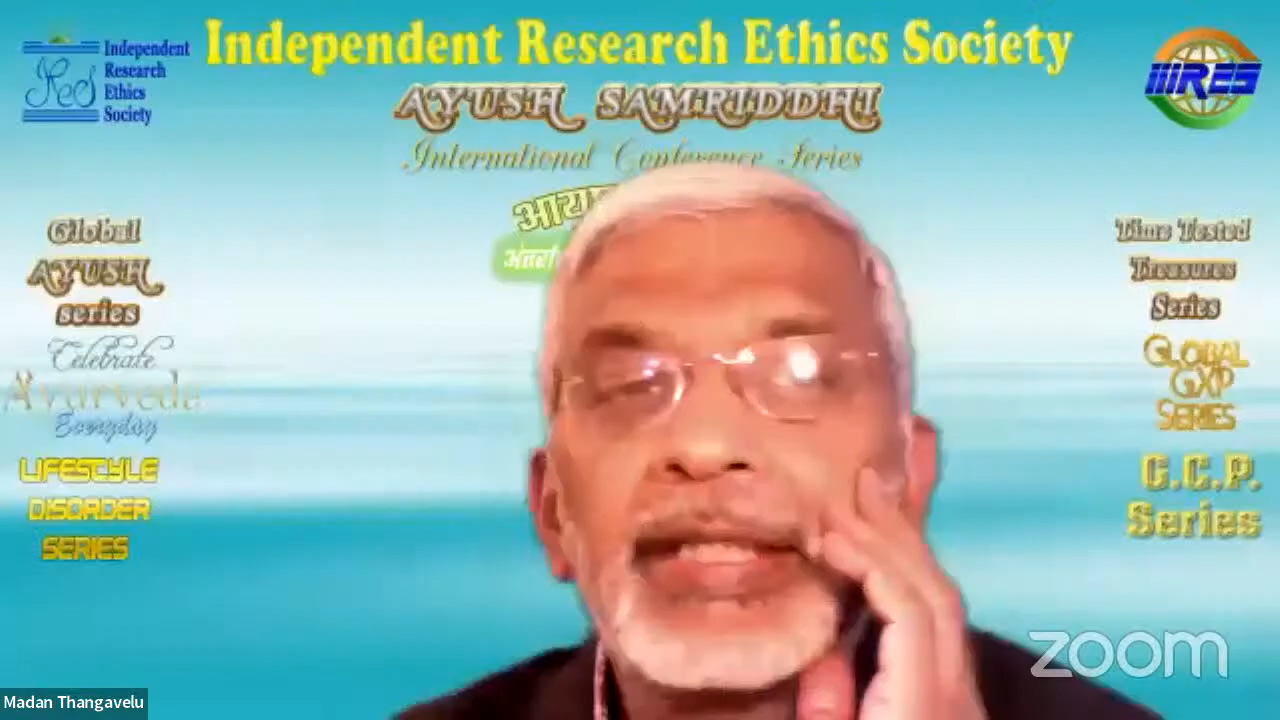 Independent Research Ethics Society
Independent
Research
Ethics
Society
IRES
AYUSH SAMRIDDHI
International Conference Series
Global
AYUSH
series
Celebrate
Ayurveda
Everyday
LIFESTYLE
DISORDER
SERIES
Time Tested
Treasures
Series
GLOBAL
GXP
SERIES
G.C.P.
Series
zoom
Madan Thangavelu